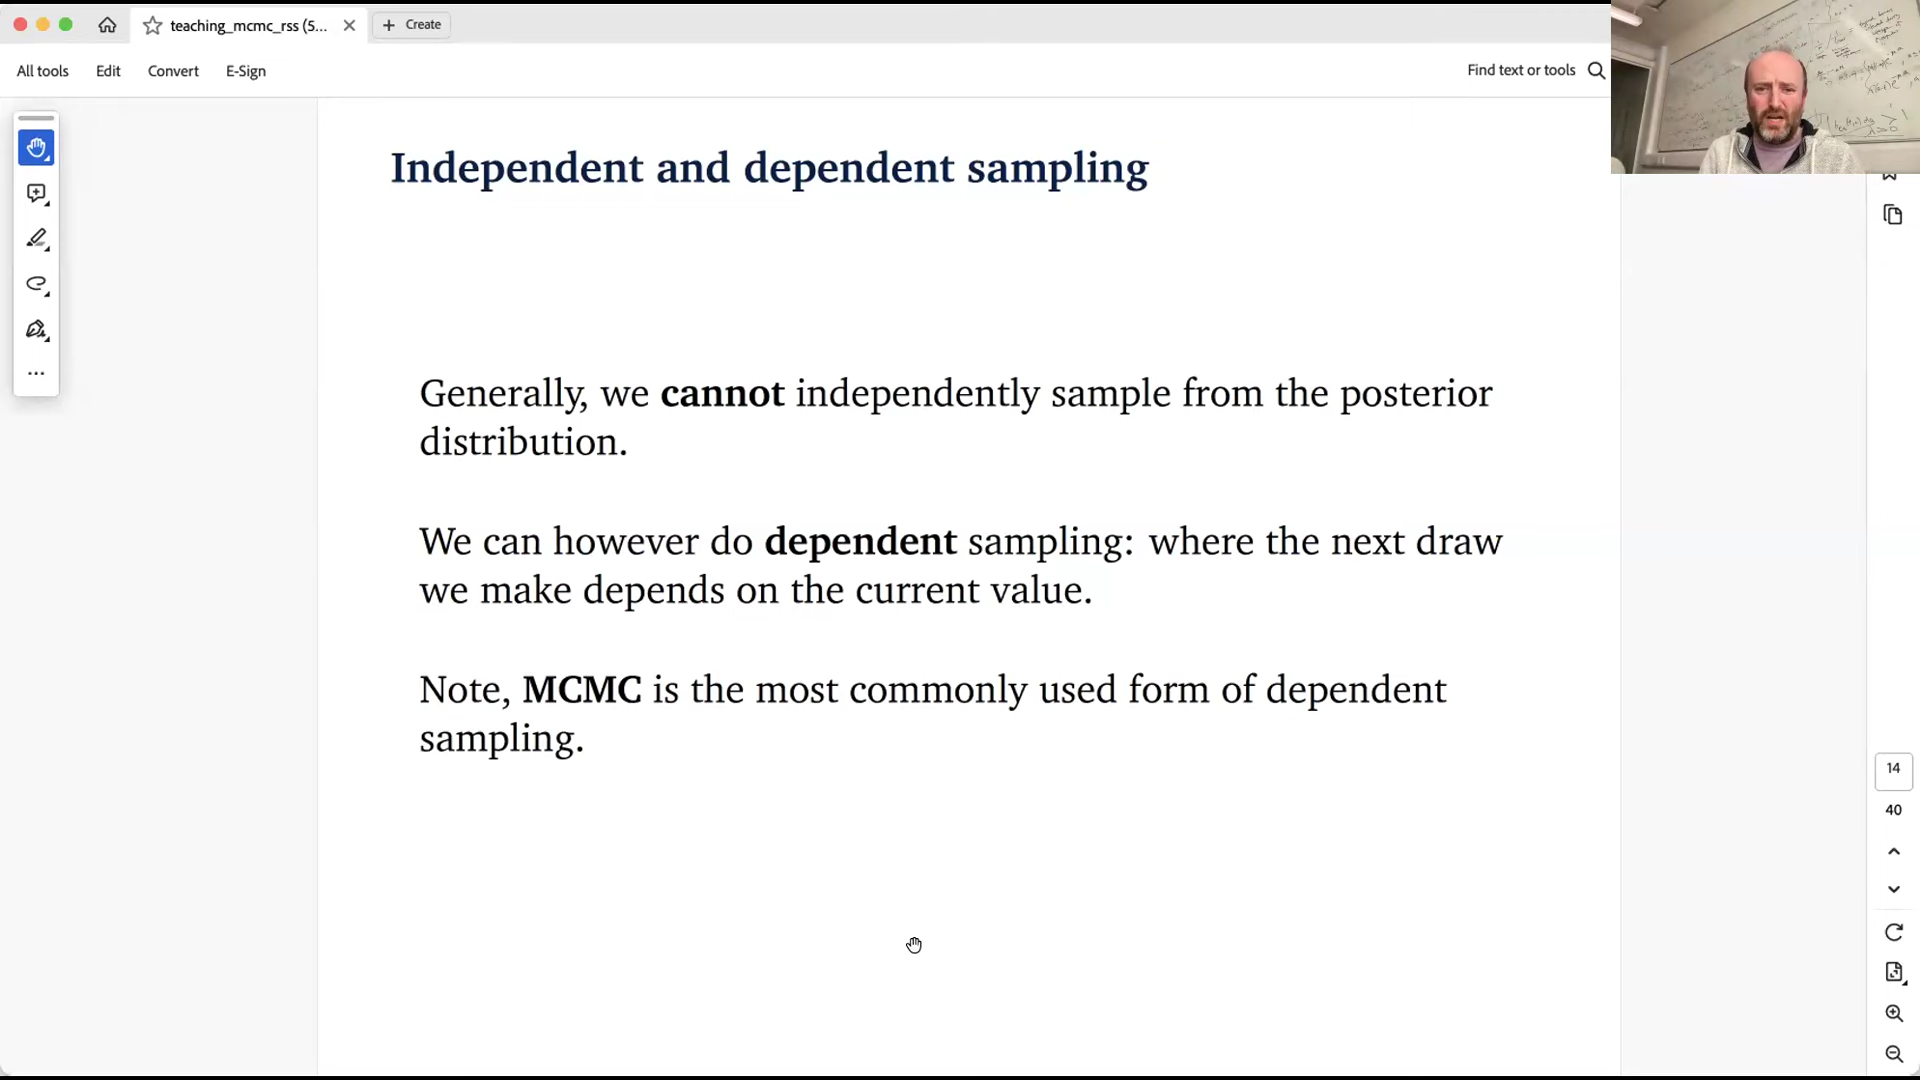 teaching_mcmc_rss (5...
Create
All tools
Edit
Convert
E-Sign
Find text or tools
Independent and dependent sampling
Generally, we cannot independently sample from the posterior
distribution.
We can however do dependent sampling: where the next draw
we make depends on the current value.
Note, MCMC is the most commonly used form of dependent
sampling.
14
40